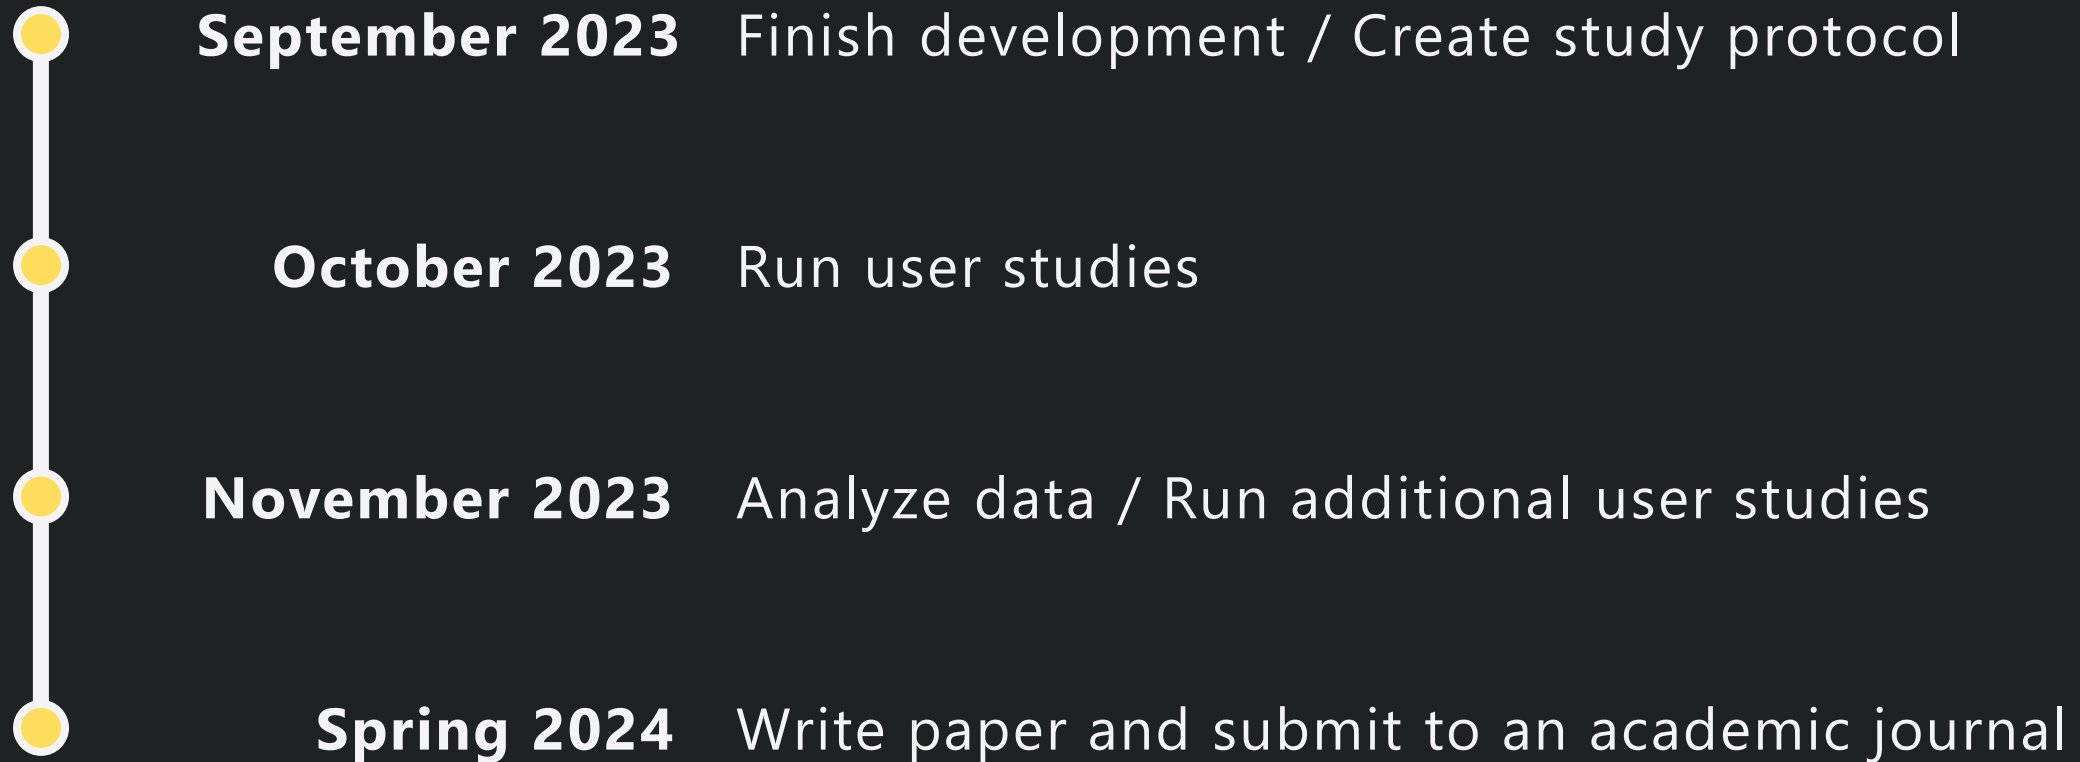 September 2023 Finish development / Create study protocol
October 2023 Run user studies
November 2023 Analyze data / Run additional user studies
Spring 2024 Write paper and submit to an academic journal